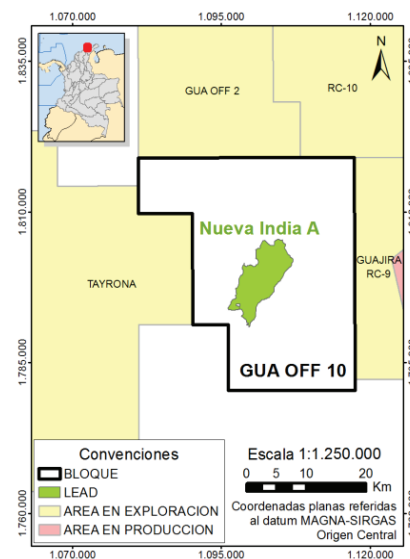 1.070.000 1.095.000 1.120.000
1.835.000
1.810.000
1.785.000
1.760.000
N
GUA OFF 2
RC-10
Nueva India A
TAYRONA
GUAJIRA
RC-9
GUA OFF 10
Convenciones
BLOQUE
LEAD
AREA EN EXPLORACION
AREA EN PRODUCCION
Escala 1:1.250.000
0 5 10 20
Km
Coordenadas planas referidas
al datum MAGNA-SIRGAS
Origen Central
1.070.000 1.095.000 1.120.000